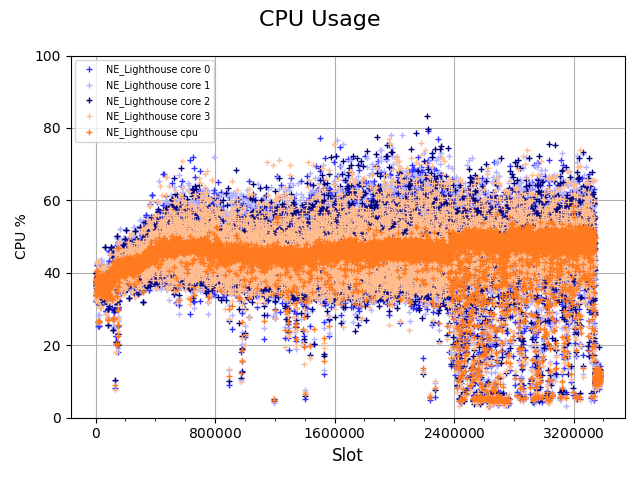 CPU Usage
100
80
60
40
20
0
CPU %
NE_Lighthouse core 0
NE_Lighthouse core 1
NE_Lighthouse core 2
NE_Lighthouse core 3
NE_Lighthouse cpu
0 800000 1600000 2400000 3200000
Slot